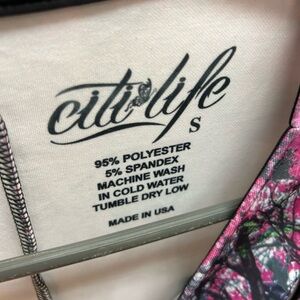 citi life
S
95% POLYESTER
5% SPANDEX
MACHINE WASH
IN COLD WATER
TUMBLE DRY LOW
MADE IN USA